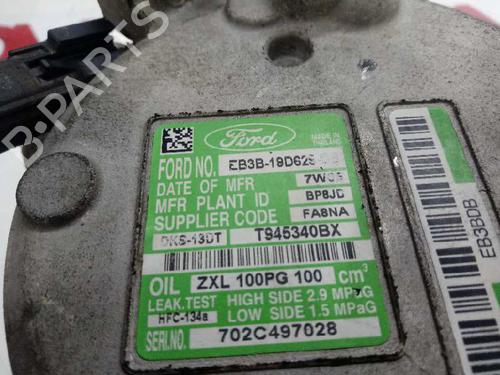 B-PARTS
Ford
MADE IN
THAILAND
FORD NO. EB3B-19D629
DATE OF MFR
MFR PLANT ID BP8JD
SUPPLIER CODE FA8NA
DKS-13DT T945340BX
OIL ZXL 100PG 100 cm³
LEAK.TEST HIGH SIDE 2.9 MPaG
HFC-134a LOW SIDE 1.5 MPaG
SERI.NO. 702C497028
EB3BDB